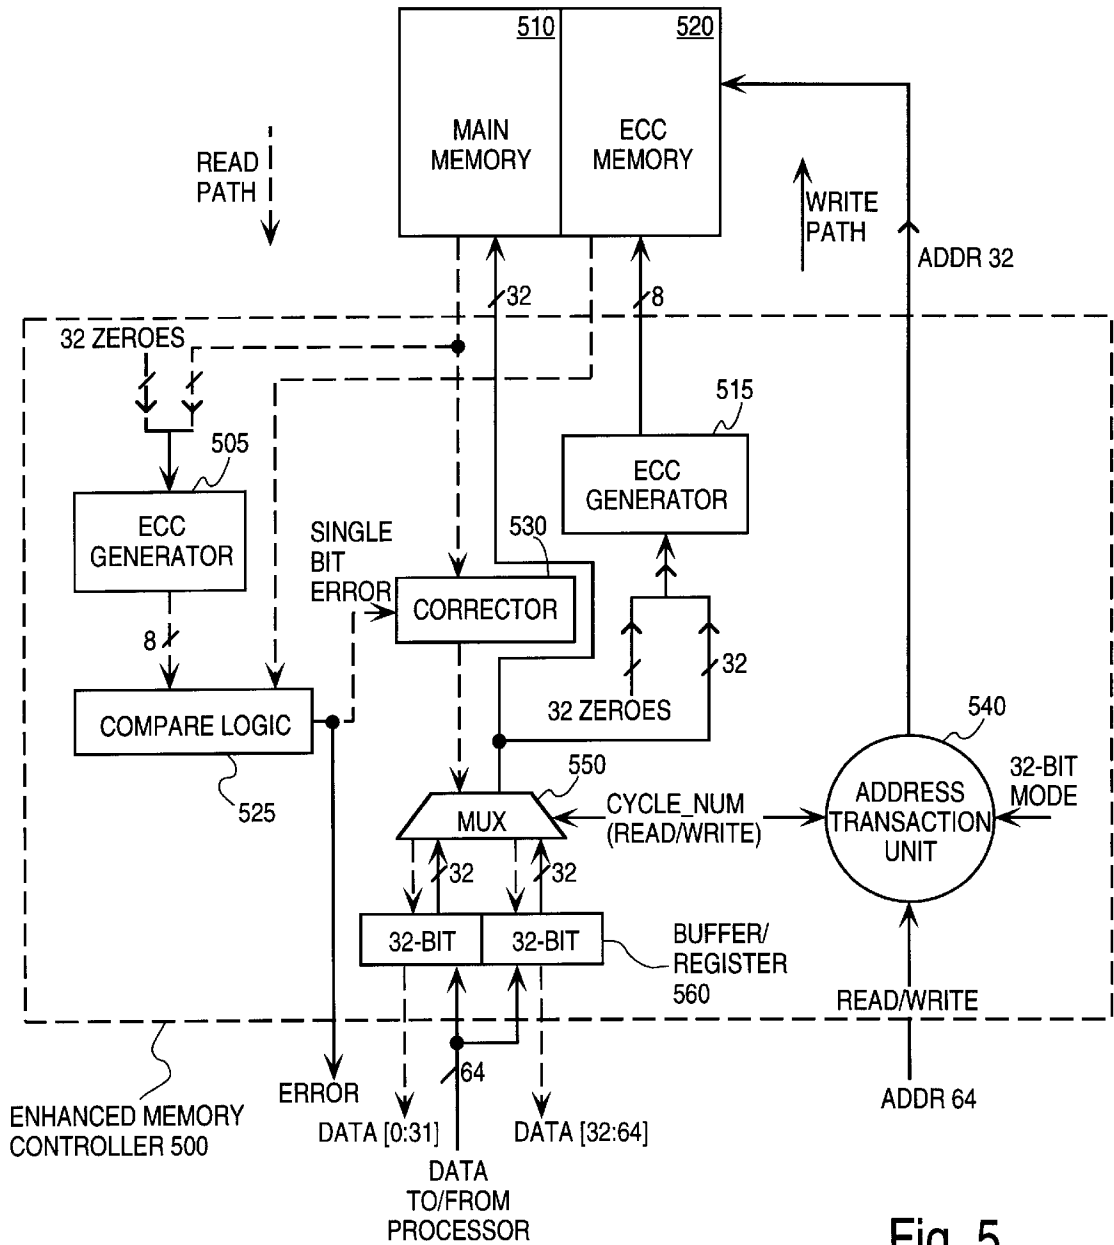 510
520
MAIN
MEMORY
ECC
MEMORY
READ
PATH
WRITE
PATH
ADDR 32
32
8
32 ZEROES
505
515
ECC
GENERATOR
ECC
GENERATOR
SINGLE
BIT
ERROR
530
CORRECTOR
8
32
32 ZEROES
COMPARE LOGIC
525
540
550
MUX
CYCLE_NUM
(READ/WRITE)
ADDRESS
TRANSACTION
UNIT
32-BIT
MODE
32
32
32-BIT
32-BIT
BUFFER/
REGISTER
560
READ/WRITE
64
ERROR
ADDR 64
ENHANCED MEMORY
CONTROLLER 500
DATA [0:31]
DATA [32:64]
DATA
TO/FROM
PROCESSOR
Fig. 5